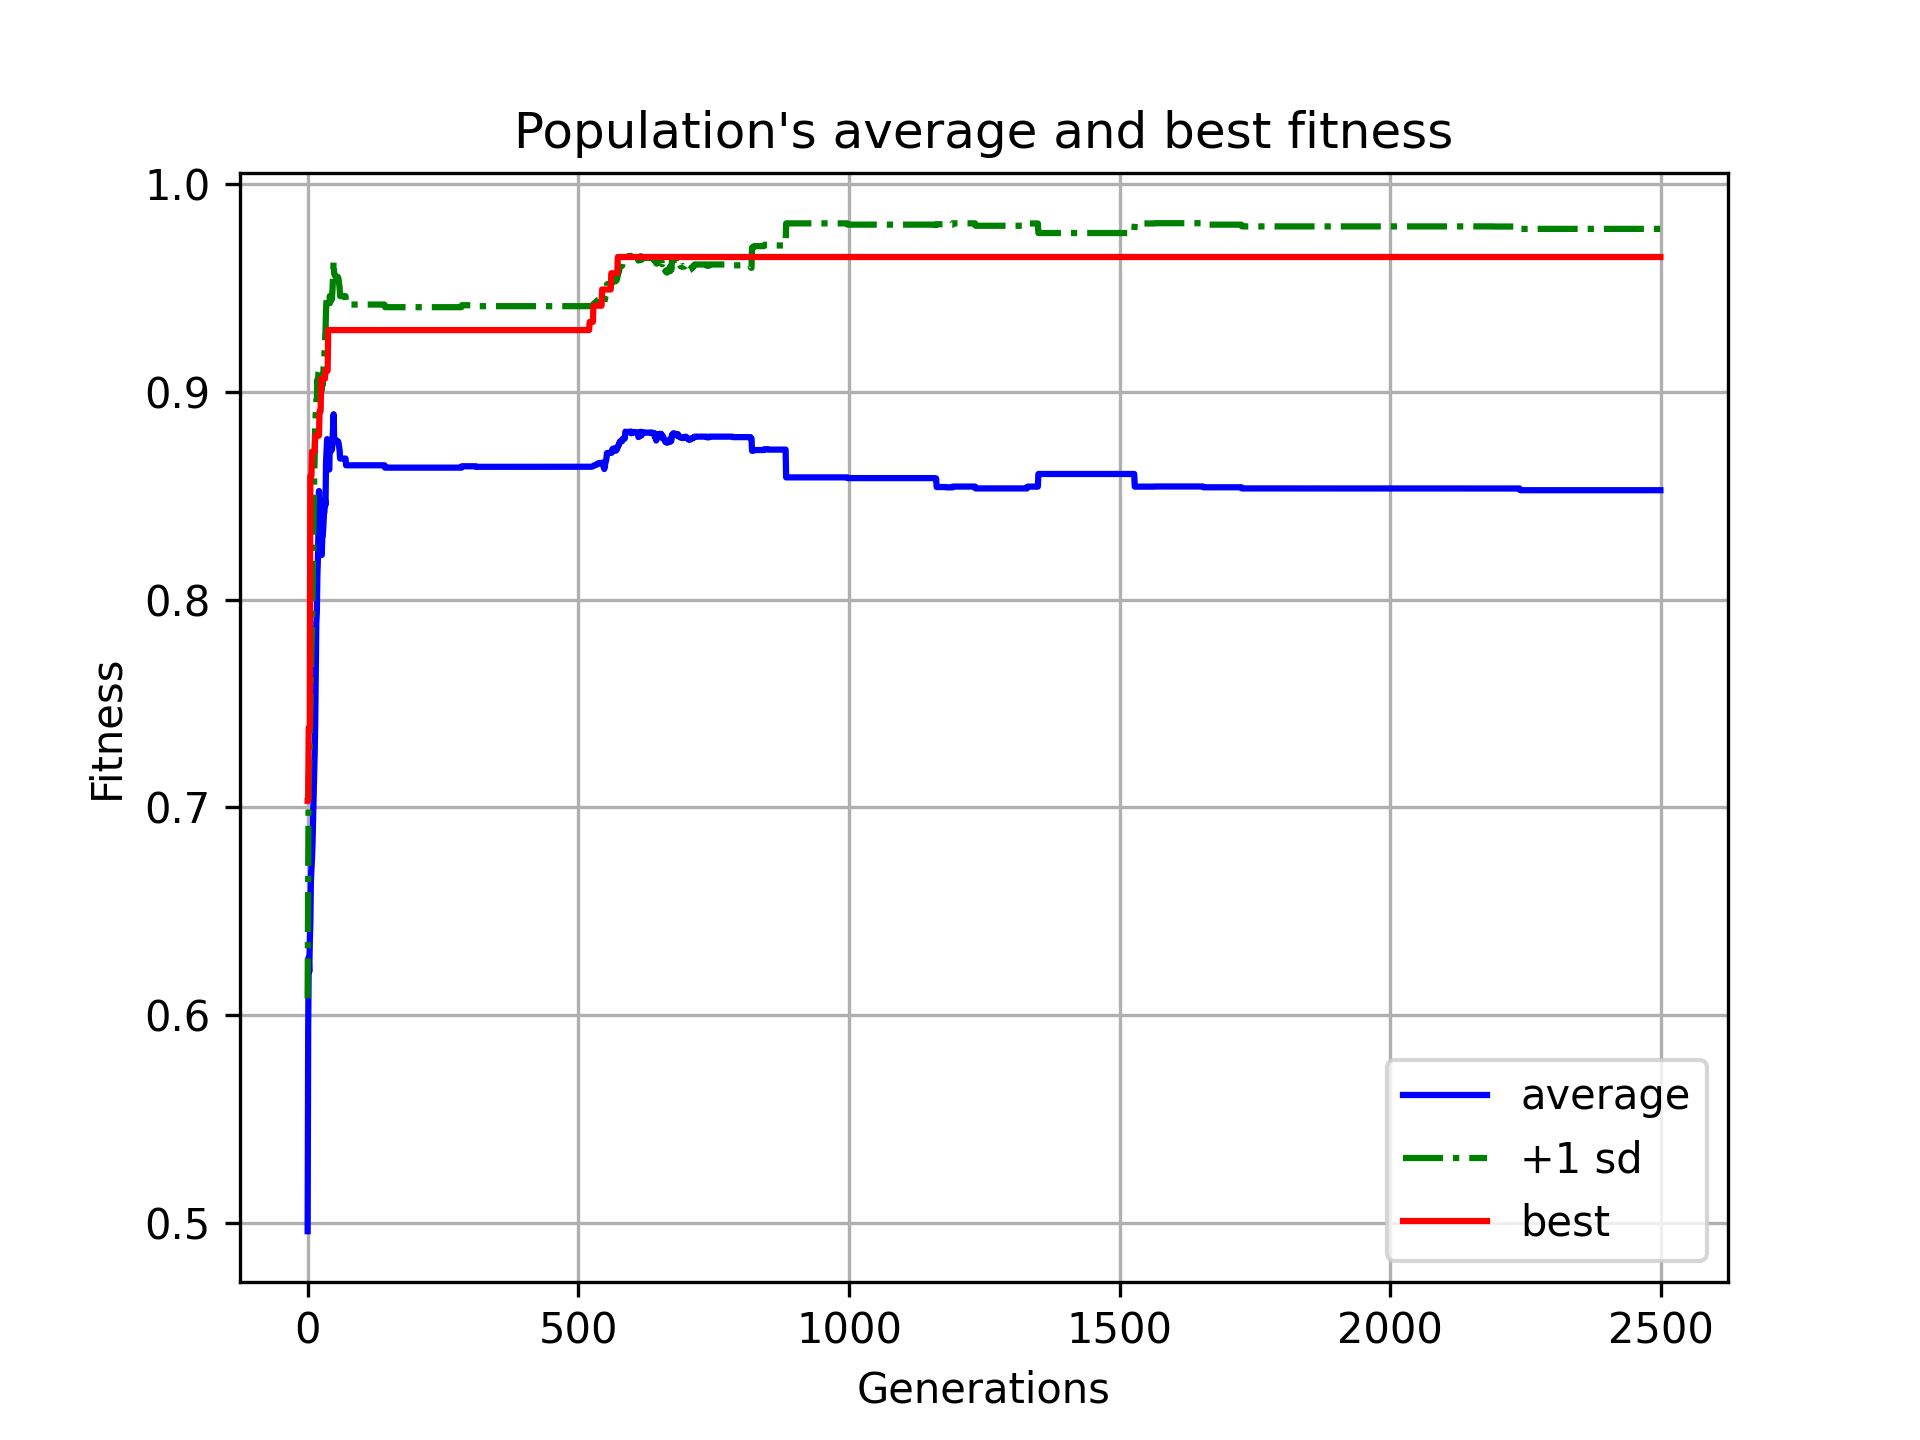 Population's average and best fitness
1.0
0.9
0.8
0.7
0.6
0.5
Fitness
0 500 1000 1500 2000 2500
Generations
average
+1 sd
best